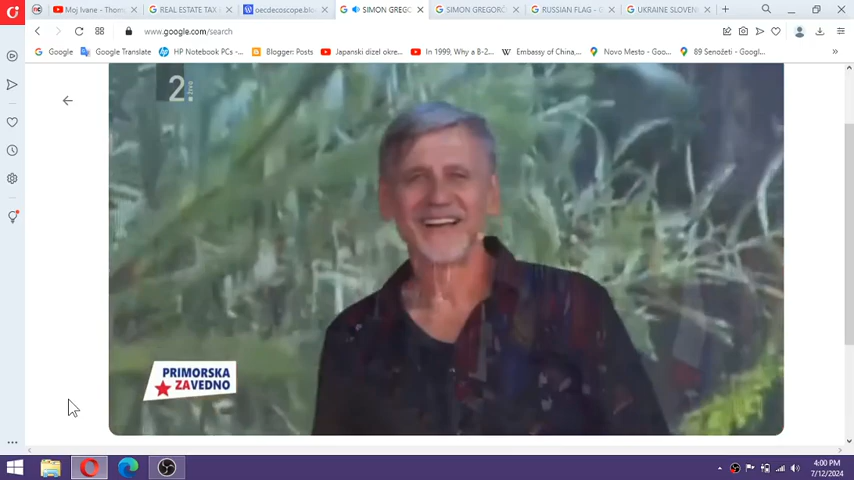 Moj Ivane - Thom
REAL ESTATE TAX
oecdecoscope.blo
SIMON GREG
SIMON GREGORČ
RUSSIAN FLAG - G
UKRAINE SLOVEN
www.google.com/search
Google
Google Translate
HP Notebook PCs -...
Blogger: Posts
Japanski dizel okre...
In 1999, Why a B-2...
Embassy of China,...
Novo Mesto - Goo...
89 Senožeti - Goog...
2.
PRIMORSKA
ZAVEDNO
4:00 PM
7/12/2024